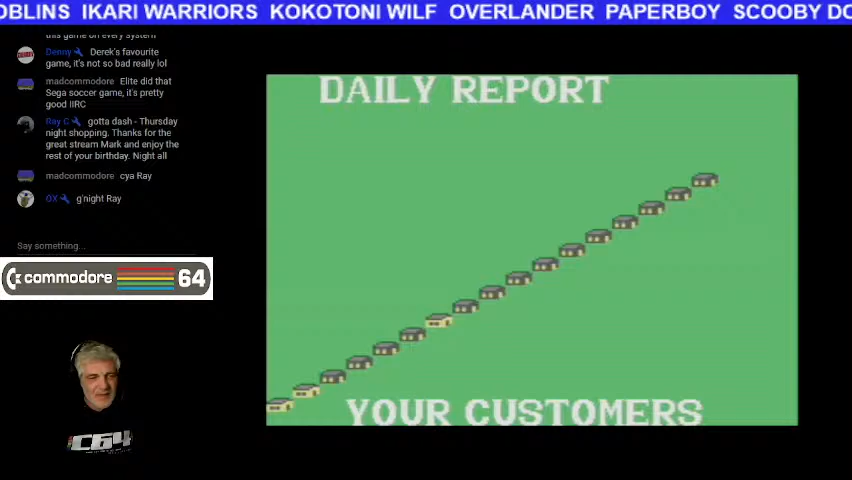 OBLINS IKARI WARRIORS KOKOTONI WILF OVERLANDER PAPERBOY SCOOBY DO
this game on every system
Denny Derek's favourite
game, it's not so bad really lol
madcommodore Elite did that
Sega soccer game, it's pretty
good IIRC
Ray C gotta dash - Thursday
night shopping. Thanks for the
great stream Mark and enjoy the
rest of your birthday. Night all
madcommodore cya Ray
OX g'night Ray
Say something...
commodore 64
C64
DAILY REPORT
YOUR CUSTOMERS